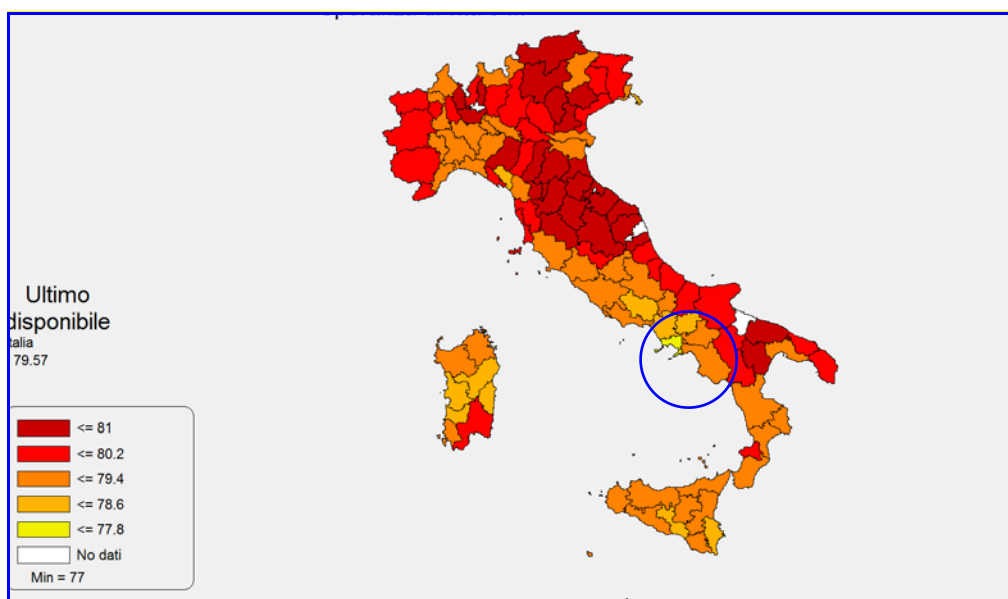 Ultimo
disponibile
talia
79.57
<= 81
<= 80.2
<= 79.4
<= 78.6
<= 77.8
No dati
Min = 77